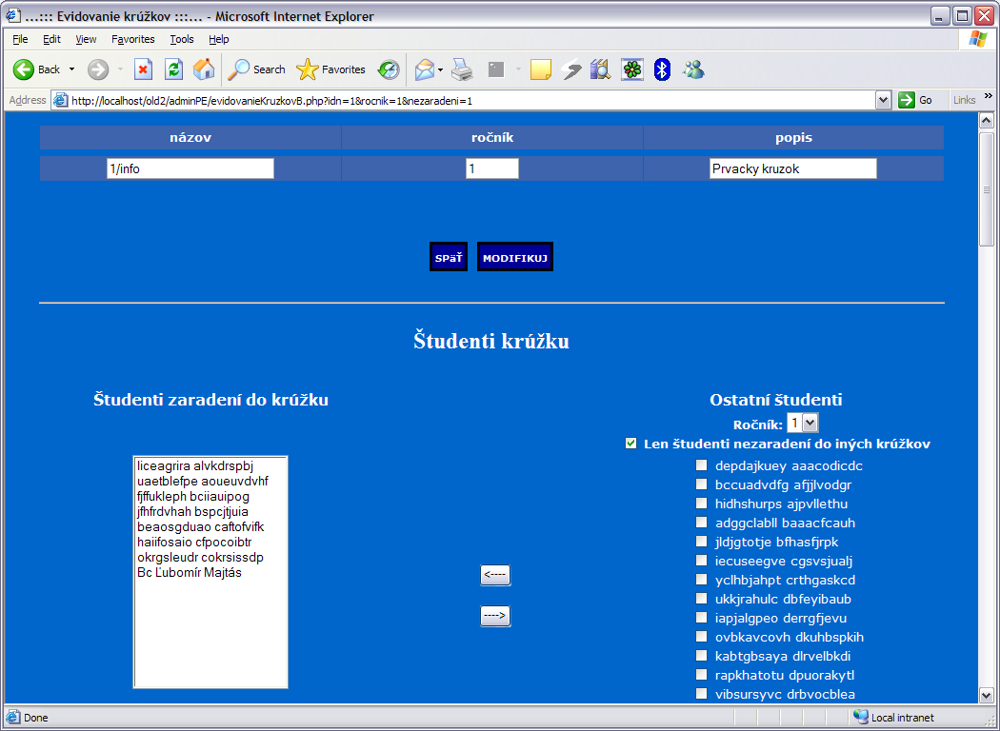 ...::: Evidovanie krúžkov :::... - Microsoft Internet Explorer
File Edit View Favorites Tools Help
Back Search Favorites
Address http://localhost/old2/adminPE/evidovanieKruzkovB.php?idn=1&rocnik=1&nezaradeni=1 Go Links »
názov ročník popis
1/info 1 Prvacky kruzok
SPäŤ MODIFIKUJ
Študenti krúžku
Študenti zaradení do krúžku
Ostatní študenti
Ročník: 1
Len študenti nezaradení do iných krúžkov
liceagrira alvkdrspbj
uaetblefpe aoueuvdvhf
fjffukleph bciiauipog
jfhfrdvhah bspcjtjuia
beaosgduao caftofvifk
haiifosaio cfpocoibtr
okrgsleudr cokrsissdp
Bc Ľubomír Majtás
<----
---->
depdajkuey aaacodicdc
bccuadvdfg afjjlvodgr
hidhshurps ajpvllethu
adggclabll baaacfcauh
jldjgtotje bfhasfjrpk
iecuseegve cgsvsjualj
yclhbjahpt crthgaskcd
ukkjrahulc dbfeyibaub
iapjalgpeo derrgfjevu
ovbkavcovh dkuhbspkih
kabtgbsaya dlrvelbkdi
rapkhatotu dpuorakytl
vibsursyvc drbvocblea
Done Local intranet